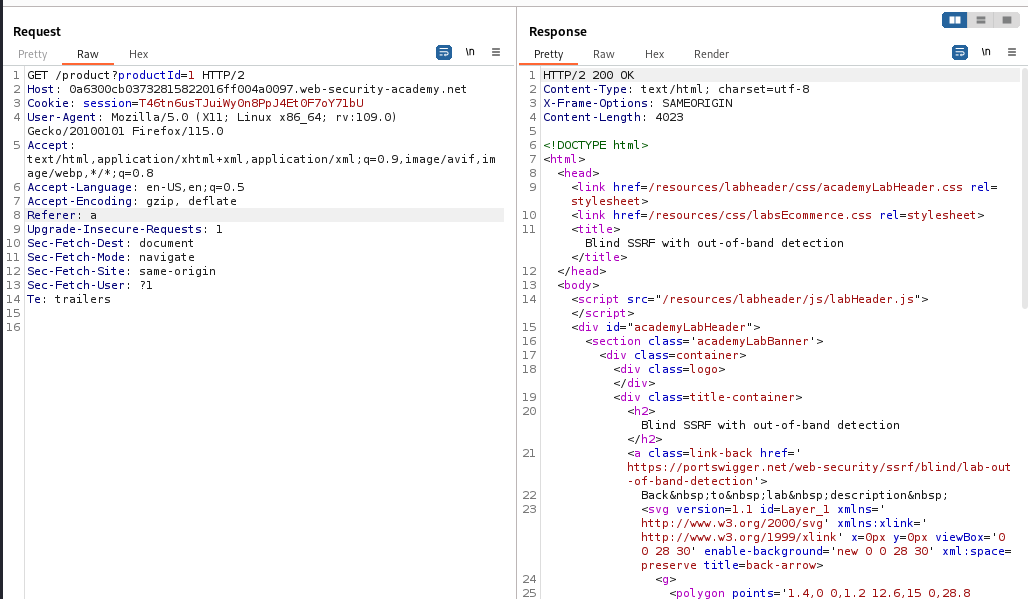 Request
Pretty Raw Hex \n
1 GET /product?productId=1 HTTP/2
2 Host: 0a6300cb03732815822016ff004a0097.web-security-academy.net
3 Cookie: session=T46tn6usTJuiWy0n8PpJ4Et0F7oY71bU
4 User-Agent: Mozilla/5.0 (X11; Linux x86_64; rv:109.0)
Gecko/20100101 Firefox/115.0
5 Accept:
text/html,application/xhtml+xml,application/xml;q=0.9,image/avif,im
age/webp,*/*;q=0.8
6 Accept-Language: en-US,en;q=0.5
7 Accept-Encoding: gzip, deflate
8 Referer: a
9 Upgrade-Insecure-Requests: 1
10 Sec-Fetch-Dest: document
11 Sec-Fetch-Mode: navigate
12 Sec-Fetch-Site: same-origin
13 Sec-Fetch-User: ?1
14 Te: trailers
15
16
Response
Pretty Raw Hex Render \n
1 HTTP/2 200 OK
2 Content-Type: text/html; charset=utf-8
3 X-Frame-Options: SAMEORIGIN
4 Content-Length: 4023
5
6 <!DOCTYPE html>
7 <html>
8 <head>
9 <link href=/resources/labheader/css/academyLabHeader.css rel=
stylesheet>
10 <link href=/resources/css/labsEcommerce.css rel=stylesheet>
11 <title>
Blind SSRF with out-of-band detection
</title>
12 </head>
13 <body>
14 <script src="/resources/labheader/js/labHeader.js">
</script>
15 <div id="academyLabHeader">
16 <section class='academyLabBanner'>
17 <div class=container>
18 <div class=logo>
</div>
19 <div class=title-container>
20 <h2>
Blind SSRF with out-of-band detection
</h2>
21 <a class=link-back href='
https://portswigger.net/web-security/ssrf/blind/lab-out
-of-band-detection'>
22 Back&nbsp;to&nbsp;lab&nbsp;description&nbsp;
23 <svg version=1.1 id=Layer_1 xmlns='
http://www.w3.org/2000/svg' xmlns:xlink='
http://www.w3.org/1999/xlink' x=0px y=0px viewBox='0
0 28 30' enable-background='new 0 0 28 30' xml:space=
preserve title=back-arrow>
24 <g>
25 <polygon points='1.4,0 0,1.2 12.6,15 0,28.8